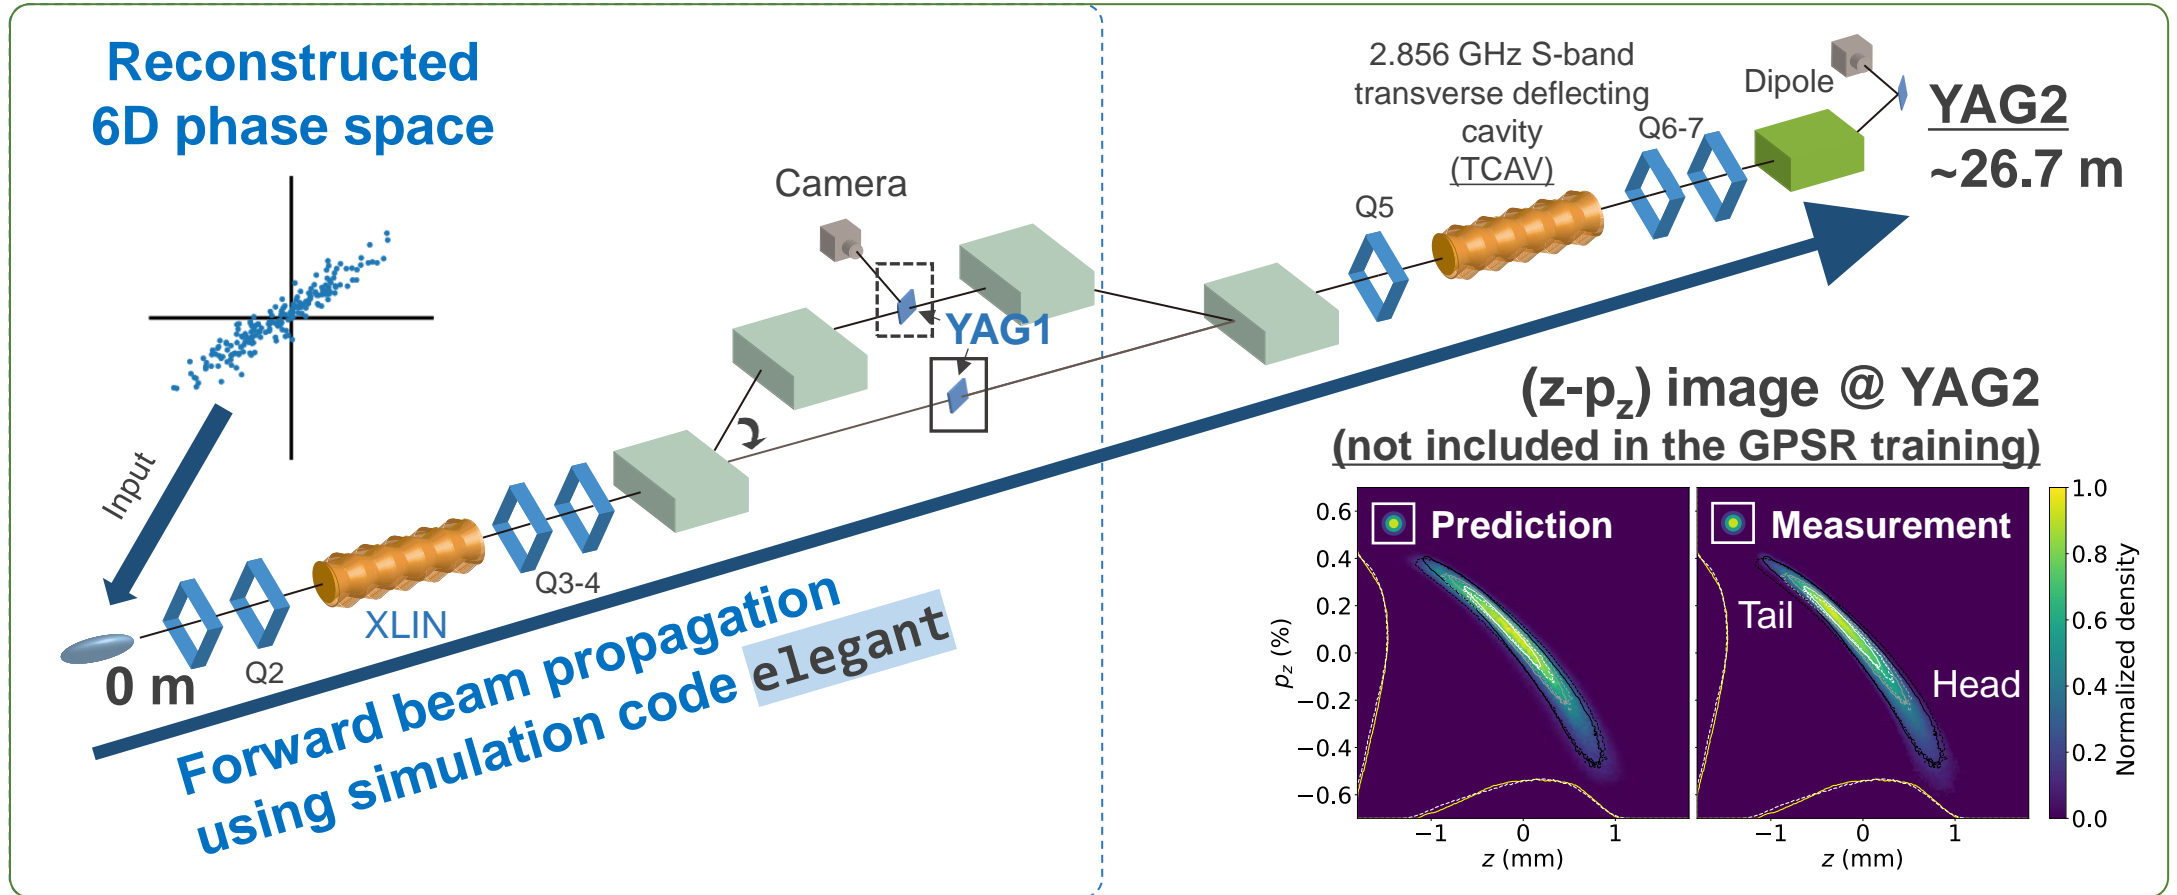 Reconstructed
6D phase space
Input
0 m
Q2
XLIN
Q3-4
Camera
YAG1
Forward beam propagation
using simulation code elegant
2.856 GHz S-band
transverse deflecting
cavity
(TCAV)
Q5
Q6-7
Dipole
YAG2
~26.7 m
(z-pz) image @ YAG2
(not included in the GPSR training)
Prediction
Measurement
Tail
Head
pz (%)
0.6
0.4
0.2
0.0
−0.2
−0.4
−0.6
−1
0
1
z (mm)
−1
0
1
z (mm)
1.0
0.8
0.6
0.4
0.2
0.0
Normalized density